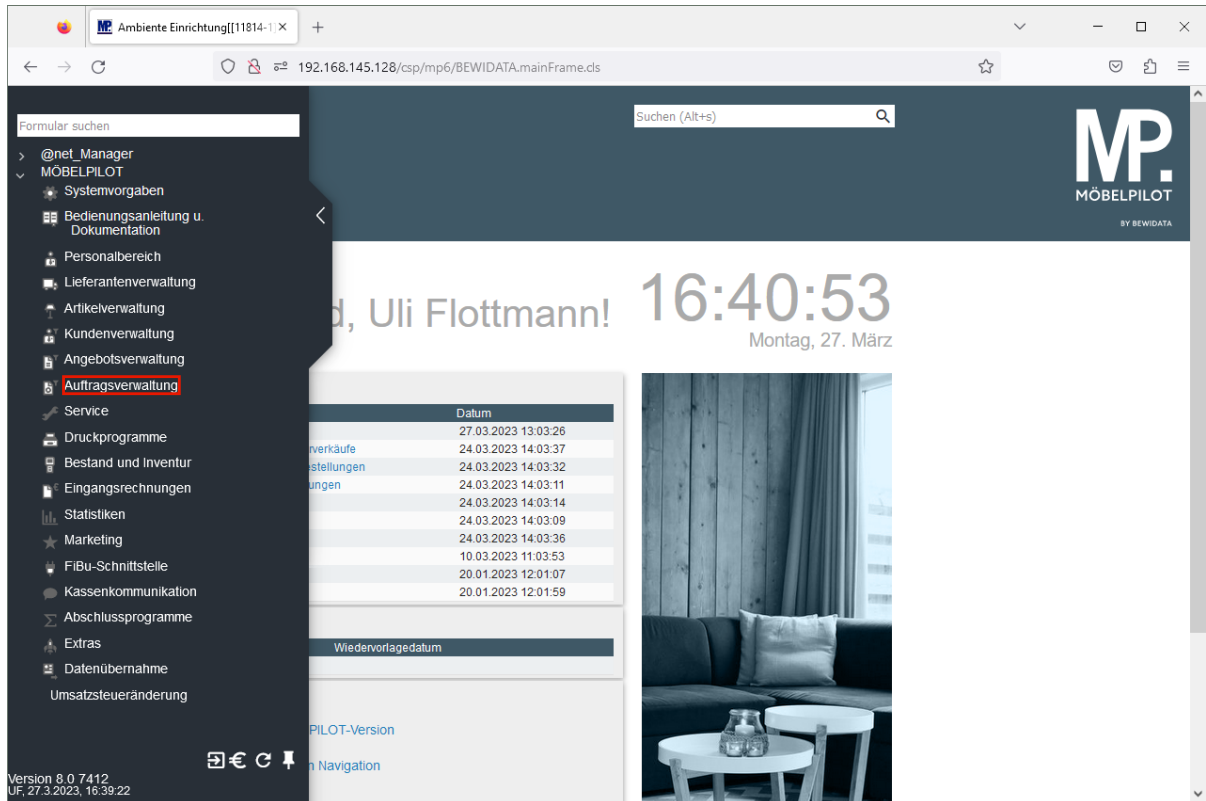 Ambiente Einrichtung[[11814-1]
192.168.145.128/csp/mp6/BEWIDATA.mainFrame.cls
Formular suchen
@net_Manager
MÖBELPILOT
Systemvorgaben
Bedienungsanleitung u.
Dokumentation
Personalbereich
Lieferantenverwaltung
Artikelverwaltung
Kundenverwaltung
Angebotsverwaltung
Auftragsverwaltung
Service
Druckprogramme
Bestand und Inventur
Eingangsrechnungen
Statistiken
Marketing
FiBu-Schnittstelle
Kassenkommunikation
Abschlussprogramme
Extras
Datenübernahme
Umsatzsteueränderung
Version 8.0 7412
UF, 27.3.2023, 16:39:22
Suchen (Alt+s)
MP.
MÖBELPILOT
BY BEWIDATA
d, Uli Flottmann!
16:40:53
Montag, 27. März
Datum
27.03.2023 13:03:26
rverkäufe 24.03.2023 14:03:37
estellungen 24.03.2023 14:03:32
ungen 24.03.2023 14:03:11
24.03.2023 14:03:14
24.03.2023 14:03:09
24.03.2023 14:03:36
10.03.2023 11:03:53
20.01.2023 12:01:07
20.01.2023 12:01:59
Wiedervorlagedatum
PILOT-Version
n Navigation